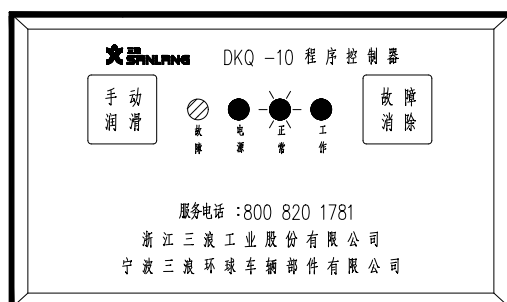 三浪 SANLANG DKQ -10 程序控制器
手动
润滑
故障
消除
故障 电源 正常 工作
服务电话 :800 820 1781
浙江三浪工业股份有限公司
宁波三浪环球车辆部件有限公司